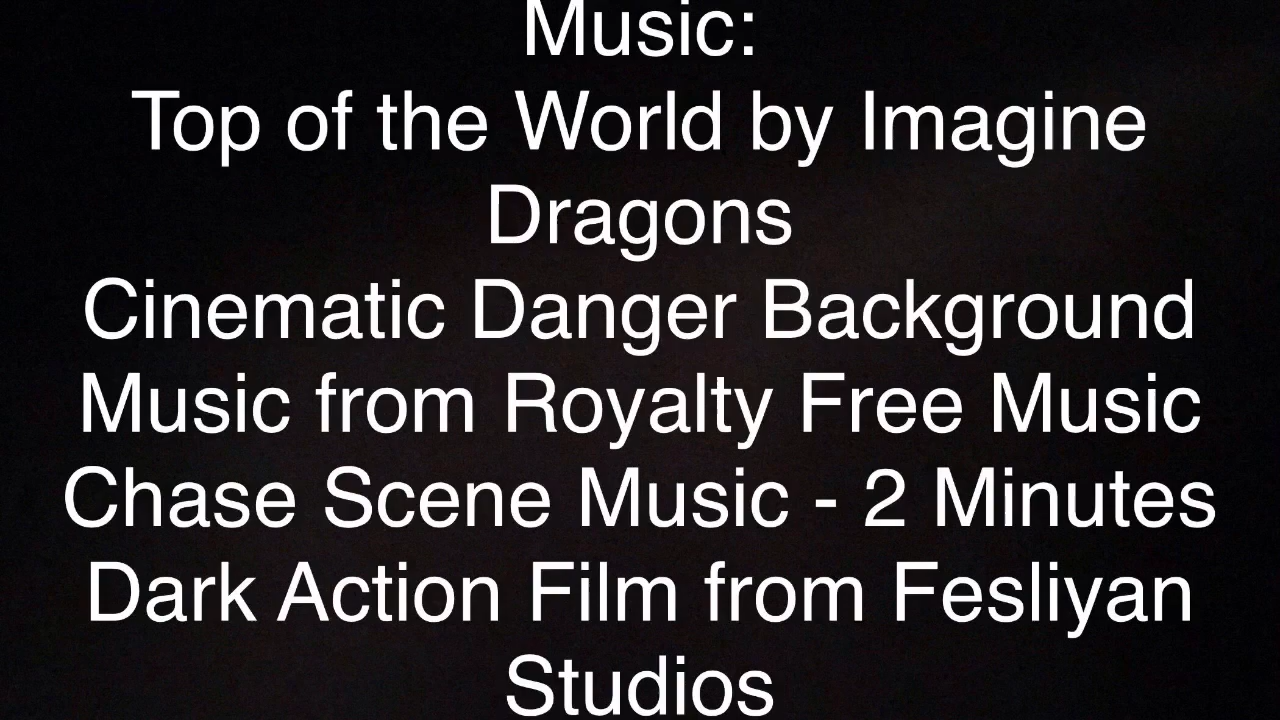 Music:
Top of the World by Imagine
Dragons
Cinematic Danger Background
Music from Royalty Free Music
Chase Scene Music - 2 Minutes
Dark Action Film from Fesliyan
Studios